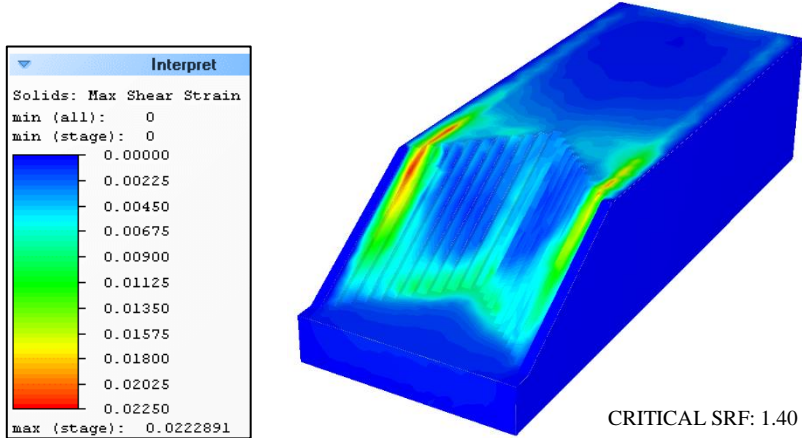 Interpret
Solids: Max Shear Strain
min (all): 0
min (stage): 0
0.00000
0.00225
0.00450
0.00675
0.00900
0.01125
0.01350
0.01575
0.01800
0.02025
0.02250
max (stage): 0.0222891
CRITICAL SRF: 1.40